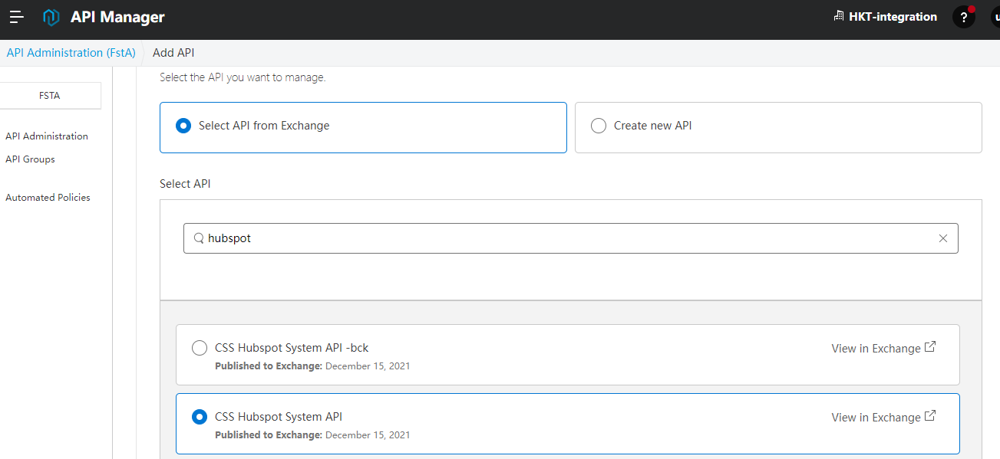 API Manager
HKT-integration
?
API Administration (FstA)
Add API
FSTA
API Administration
API Groups
Automated Policies
Select the API you want to manage.
Select API from Exchange
Create new API
Select API
hubspot
CSS Hubspot System API -bck
View in Exchange
Published to Exchange: December 15, 2021
CSS Hubspot System API
View in Exchange
Published to Exchange: December 15, 2021